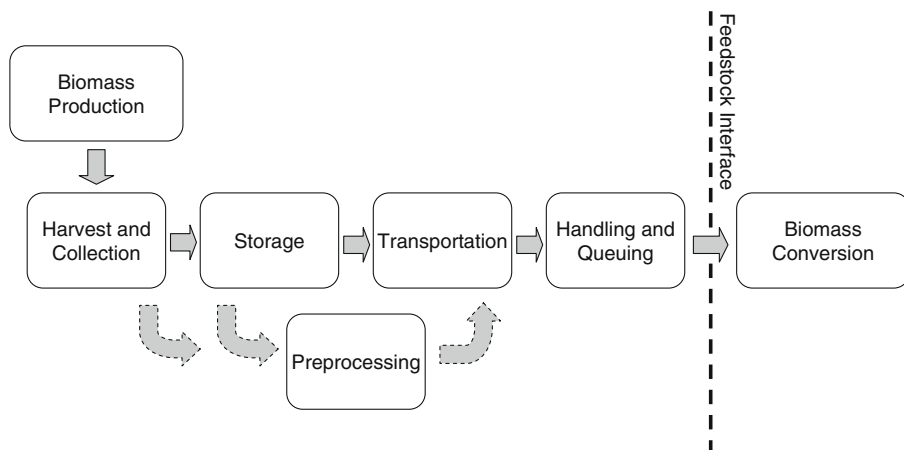 Biomass
Production
Harvest and
Collection
Storage
Transportation
Handling and
Queuing
Feedstock Interface
Biomass
Conversion
Preprocessing